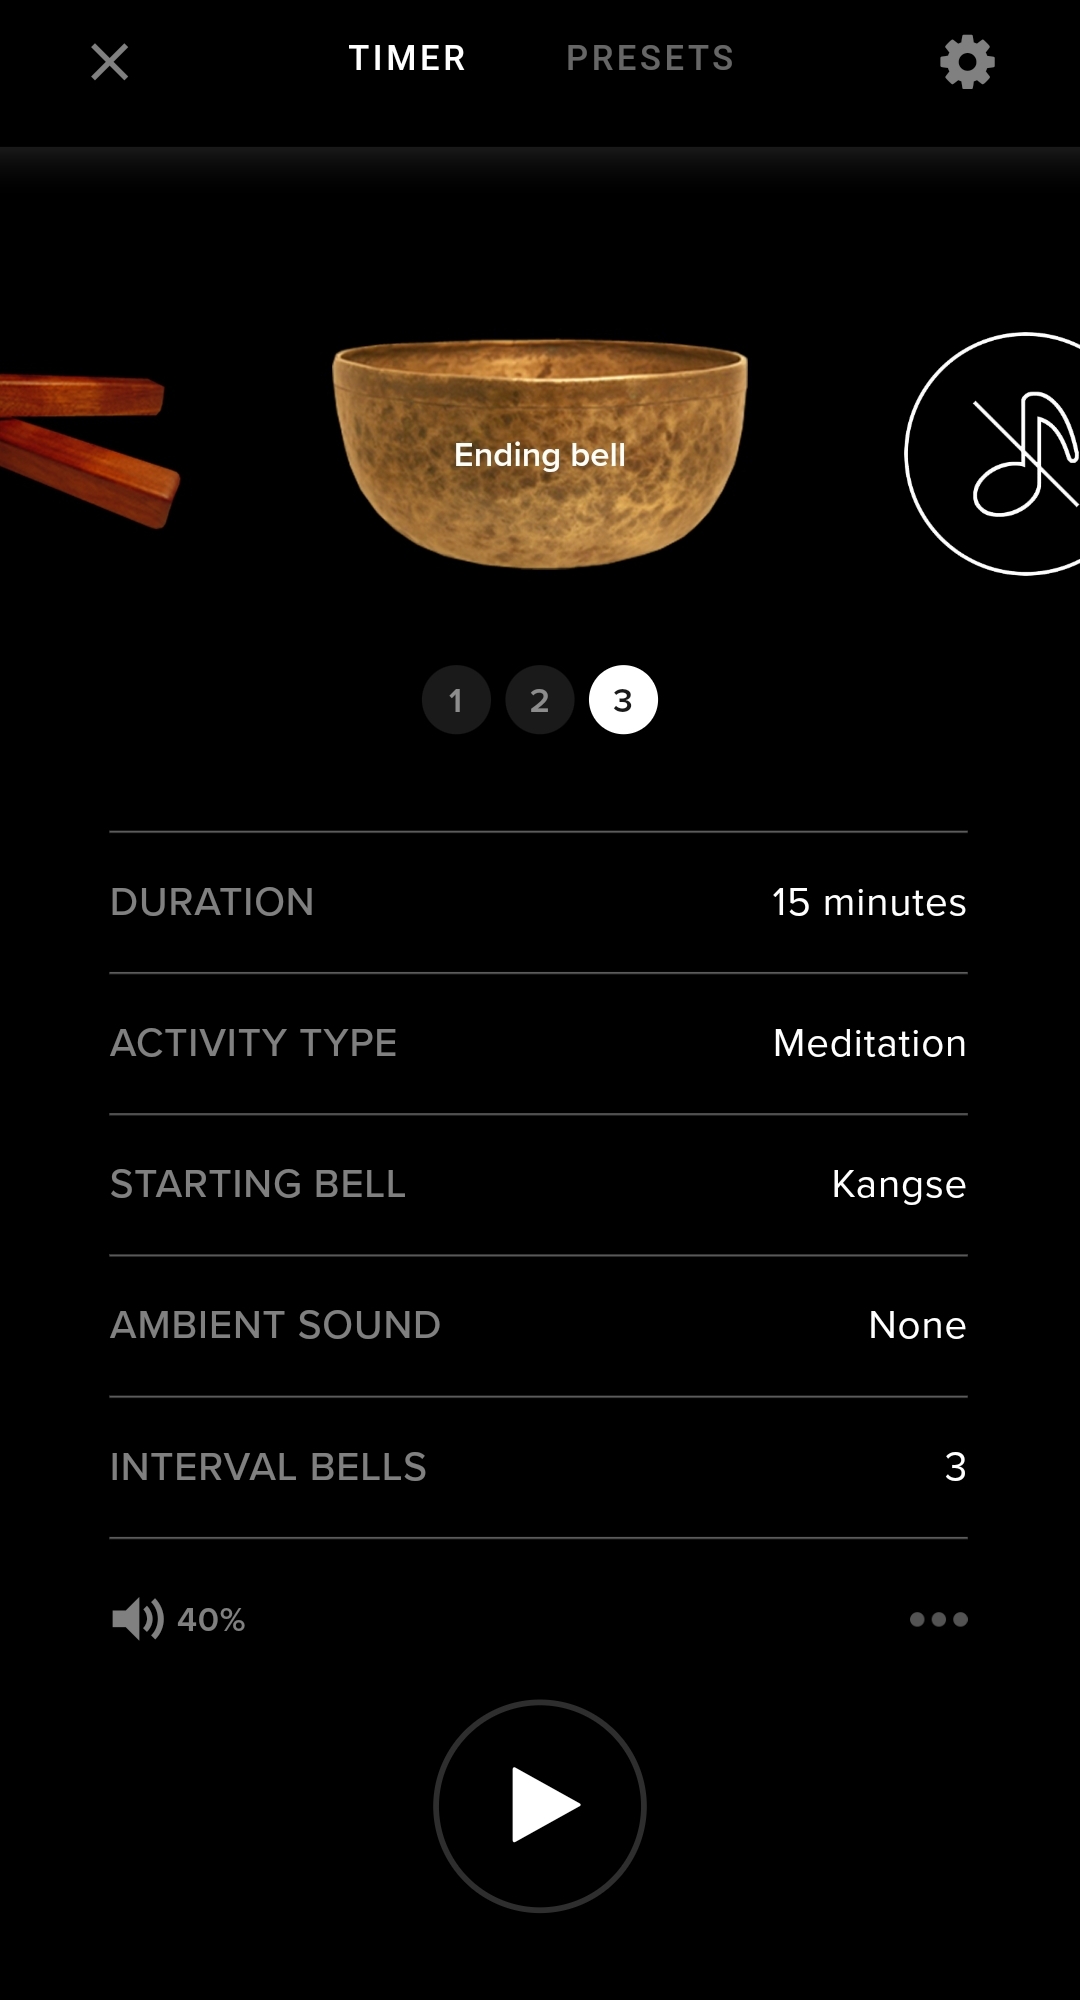 TIMER PRESETS
Ending bell
1 2 3
DURATION 15 minutes
ACTIVITY TYPE Meditation
STARTING BELL Kangse
AMBIENT SOUND None
INTERVAL BELLS 3
40%